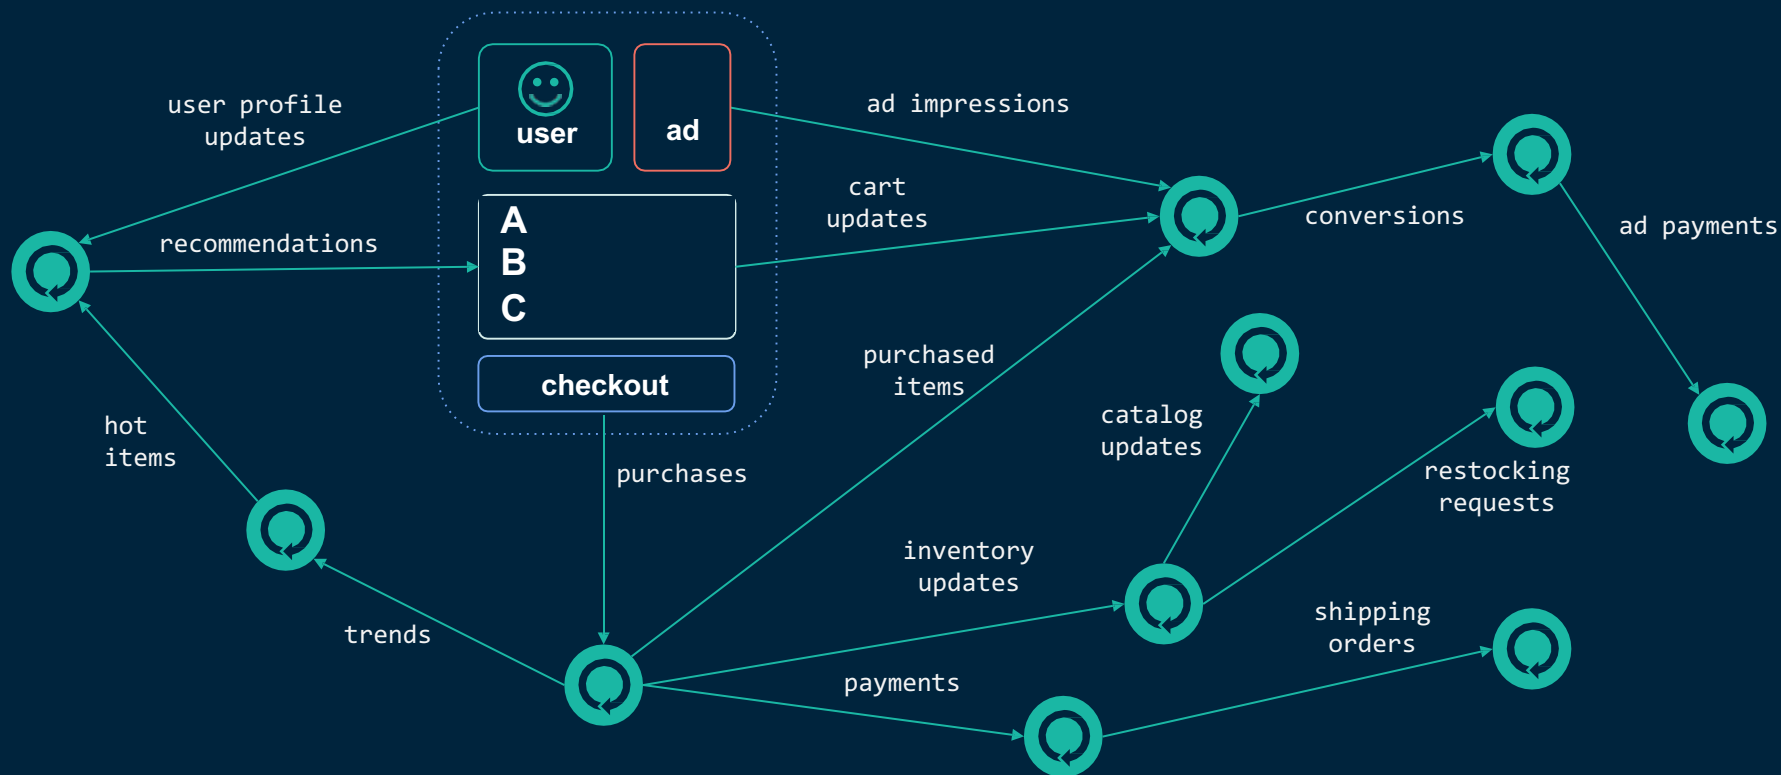 user profile
updates
user
ad
ad impressions
cart
updates
recommendations
A
B
C
conversions
ad payments
checkout
purchased
items
catalog
updates
hot
items
purchases
restocking
requests
inventory
updates
trends
shipping
orders
payments